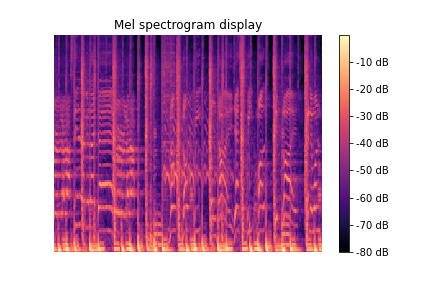 Mel spectrogram display
-10 dB
-20 dB
-30 dB
-40 dB
-50 dB
-60 dB
-70 dB
-80 dB